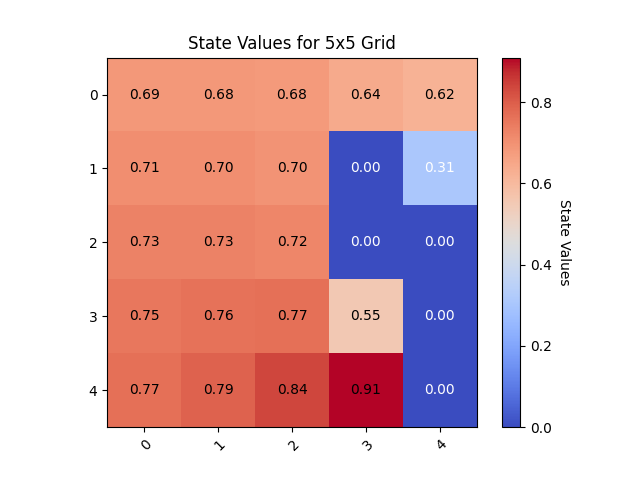 State Values for 5x5 Grid
0 0.69 0.68 0.68 0.64 0.62
1 0.71 0.70 0.70 0.00 0.31
2 0.73 0.73 0.72 0.00 0.00
3 0.75 0.76 0.77 0.55 0.00
4 0.77 0.79 0.84 0.91 0.00
0 1 2 3 4
0.8
0.6
0.4
0.2
0.0
State Values